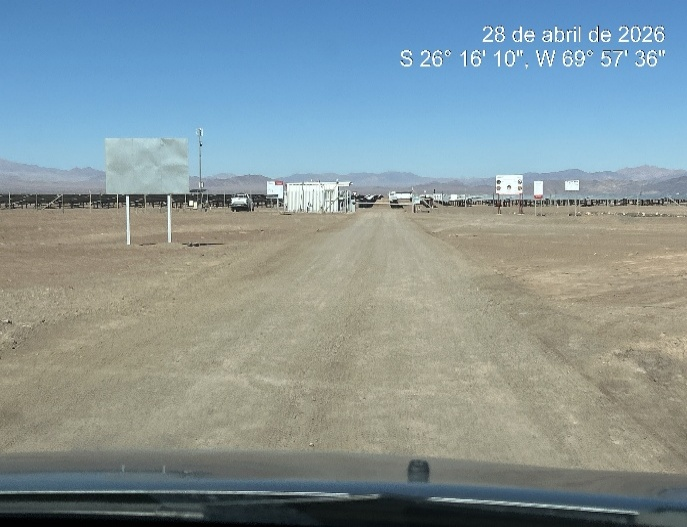 28 de abril de 2026
S 26° 16' 10", W 69° 57' 36"